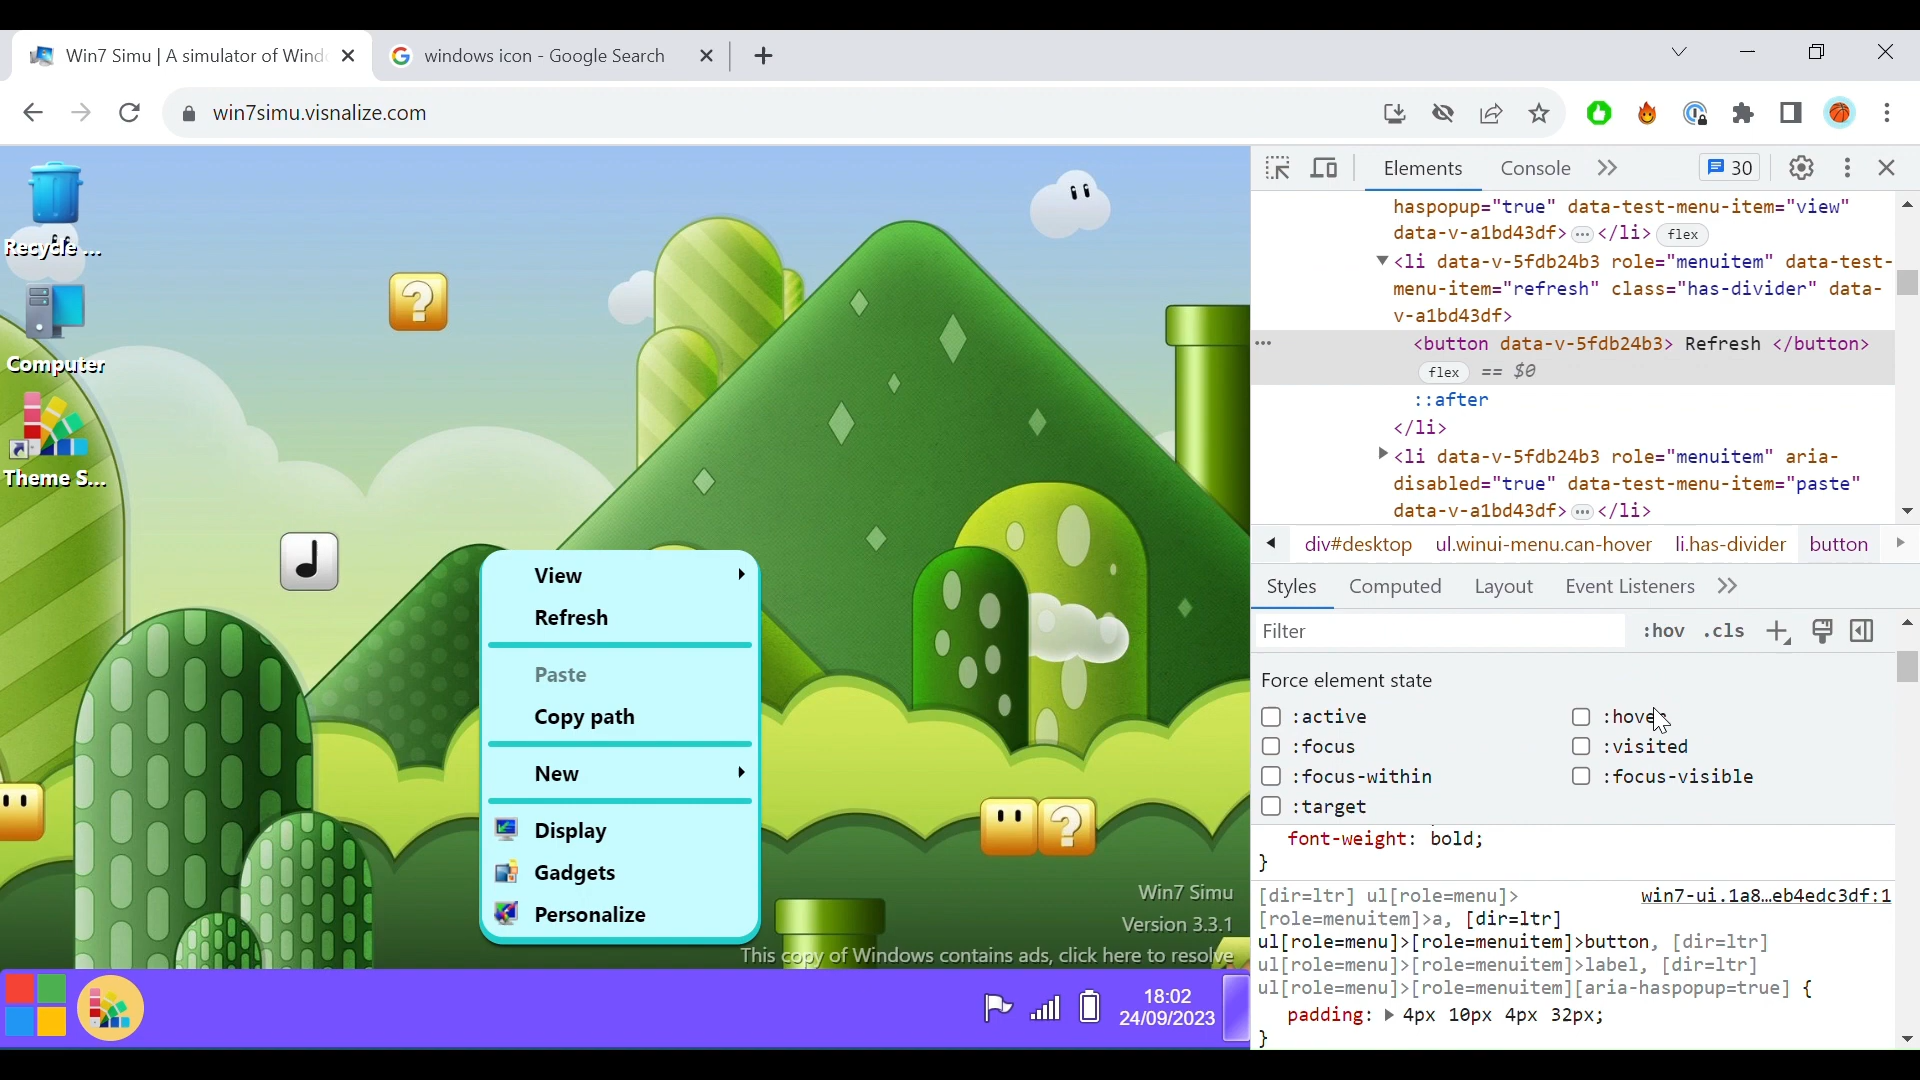 Win7 Simu | A simulator of Wind
windows icon - Google Search
win7simu.visnalize.com
Recycle ...
Computer
Theme S...
View
Refresh
Paste
Copy path
New
Display
Gadgets
Personalize
Win7 Simu
Version 3.3.1
This copy of Windows contains ads, click here to resolve
18:02
24/09/2023
Elements Console 30
haspopup="true" data-test-menu-item="view"
data-v-a1bd43df> … </li> flex
<li data-v-5fdb24b3 role="menuitem" data-test-
menu-item="refresh" class="has-divider" data-
v-a1bd43df>
<button data-v-5fdb24b3> Refresh </button>
flex == $0
::after
</li>
<li data-v-5fdb24b3 role="menuitem" aria-
disabled="true" data-test-menu-item="paste"
data-v-a1bd43df> … </li>
div#desktop ul.winui-menu.can-hover li.has-divider button
Styles Computed Layout Event Listeners
Filter :hov .cls
Force element state
:active :hover
:focus :visited
:focus-within :focus-visible
:target
font-weight: bold;
}
[dir=ltr] ul[role=menu]> win7-ui.1a8…eb4edc3df:1
[role=menuitem]>a, [dir=ltr]
ul[role=menu]>[role=menuitem]>button, [dir=ltr]
ul[role=menu]>[role=menuitem]>label, [dir=ltr]
ul[role=menu]>[role=menuitem][aria-haspopup=true] {
padding: 4px 10px 4px 32px;
}